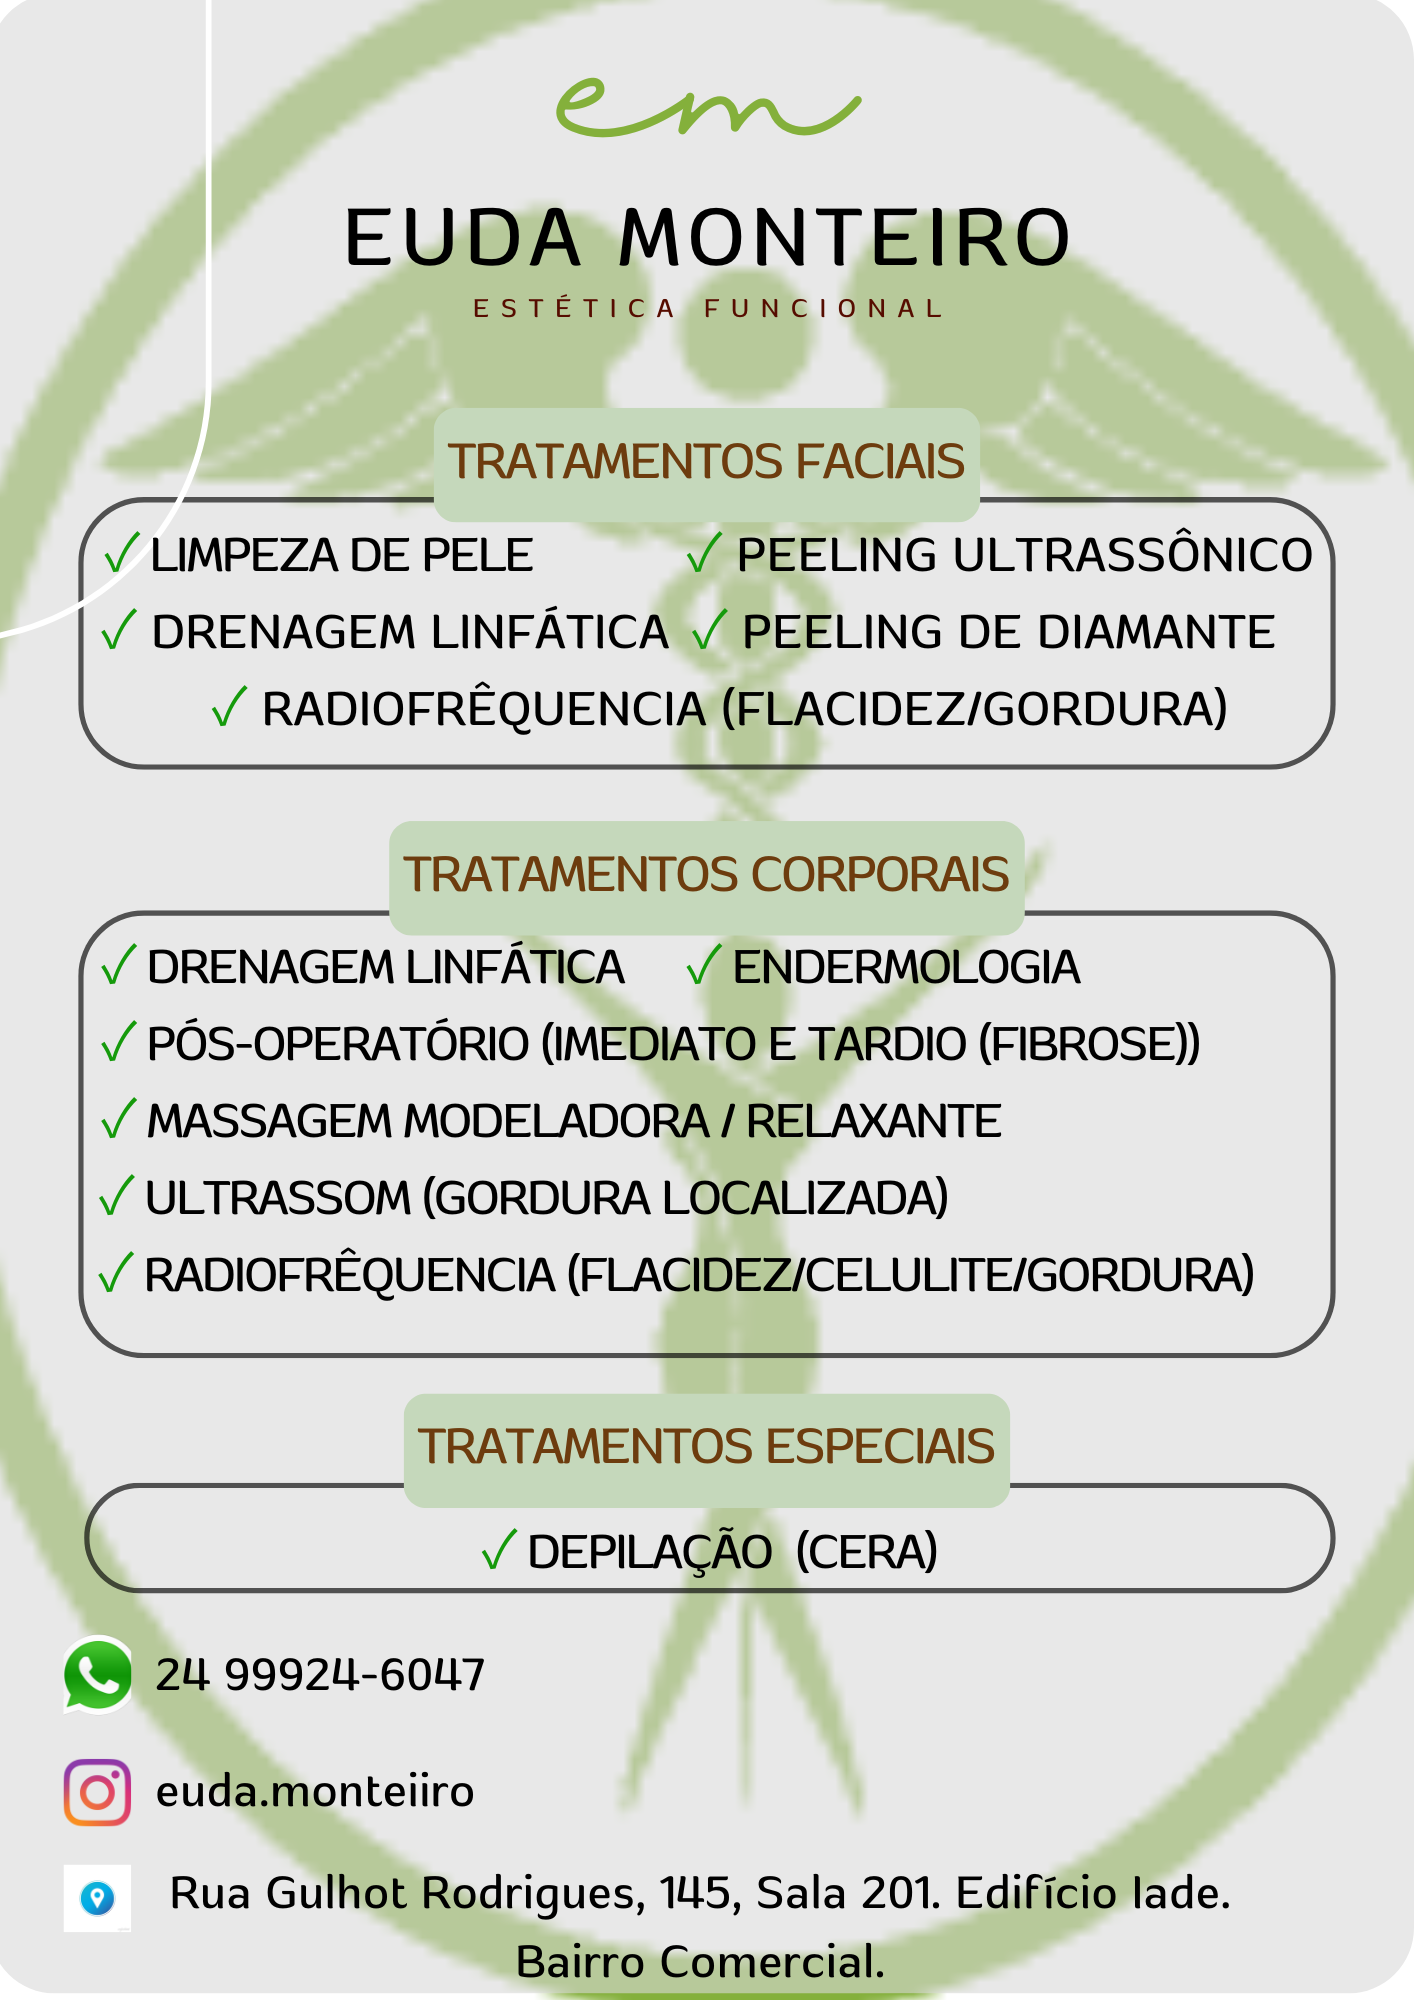 em
EUDA MONTEIRO
ESTÉTICA FUNCIONAL
TRATAMENTOS FACIAIS
✓ LIMPEZA DE PELE ✓ PEELING ULTRASSÔNICO
✓ DRENAGEM LINFÁTICA ✓ PEELING DE DIAMANTE
✓ RADIOFRÊQUENCIA (FLACIDEZ/GORDURA)
TRATAMENTOS CORPORAIS
✓ DRENAGEM LINFÁTICA ✓ ENDERMOLOGIA
✓ PÓS-OPERATÓRIO (IMEDIATO E TARDIO (FIBROSE))
✓ MASSAGEM MODELADORA / RELAXANTE
✓ ULTRASSOM (GORDURA LOCALIZADA)
✓ RADIOFRÊQUENCIA (FLACIDEZ/CELULITE/GORDURA)
TRATAMENTOS ESPECIAIS
✓ DEPILAÇÃO (CERA)
24 99924-6047
euda.monteiiro
Rua Gulhot Rodrigues, 145, Sala 201. Edifício Iade.
Bairro Comercial.